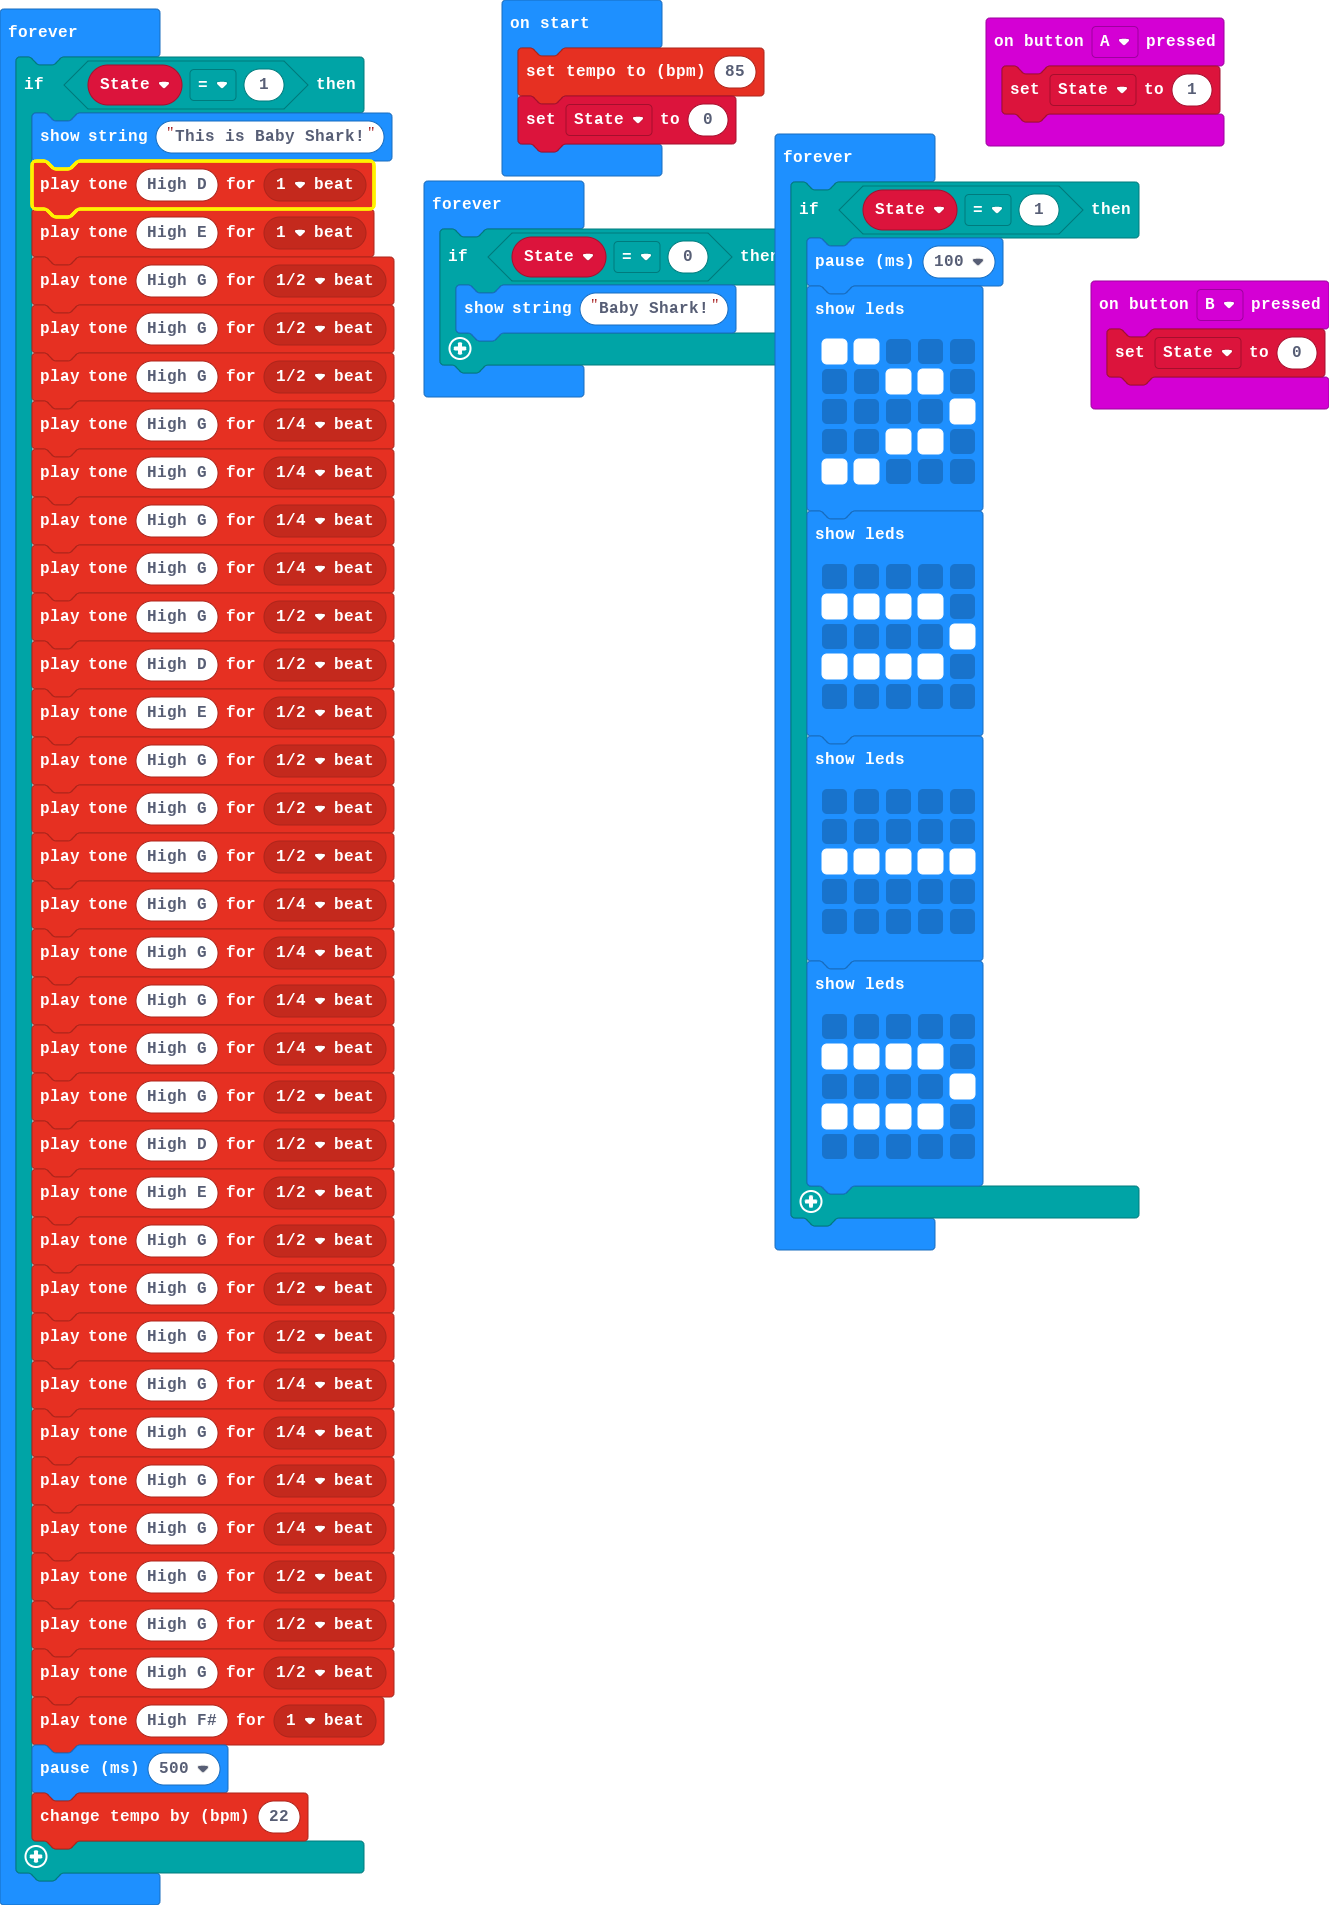 forever
if State = 1 then
show string "This is Baby Shark!"
play tone High D for 1 beat
play tone High E for 1 beat
play tone High G for 1/2 beat
play tone High G for 1/2 beat
play tone High G for 1/2 beat
play tone High G for 1/4 beat
play tone High G for 1/4 beat
play tone High G for 1/4 beat
play tone High G for 1/4 beat
play tone High G for 1/2 beat
play tone High D for 1/2 beat
play tone High E for 1/2 beat
play tone High G for 1/2 beat
play tone High G for 1/2 beat
play tone High G for 1/2 beat
play tone High G for 1/4 beat
play tone High G for 1/4 beat
play tone High G for 1/4 beat
play tone High G for 1/4 beat
play tone High G for 1/2 beat
play tone High D for 1/2 beat
play tone High E for 1/2 beat
play tone High G for 1/2 beat
play tone High G for 1/2 beat
play tone High G for 1/2 beat
play tone High G for 1/4 beat
play tone High G for 1/4 beat
play tone High G for 1/4 beat
play tone High G for 1/4 beat
play tone High G for 1/2 beat
play tone High G for 1/2 beat
play tone High G for 1/2 beat
play tone High F# for 1 beat
pause (ms) 500
change tempo by (bpm) 22
on start
set tempo to (bpm) 85
set State to 0
forever
if State = 0 then
show string "Baby Shark!"
forever
if State = 1 then
pause (ms) 100
show leds
show leds
show leds
show leds
on button A pressed
set State to 1
on button B pressed
set State to 0